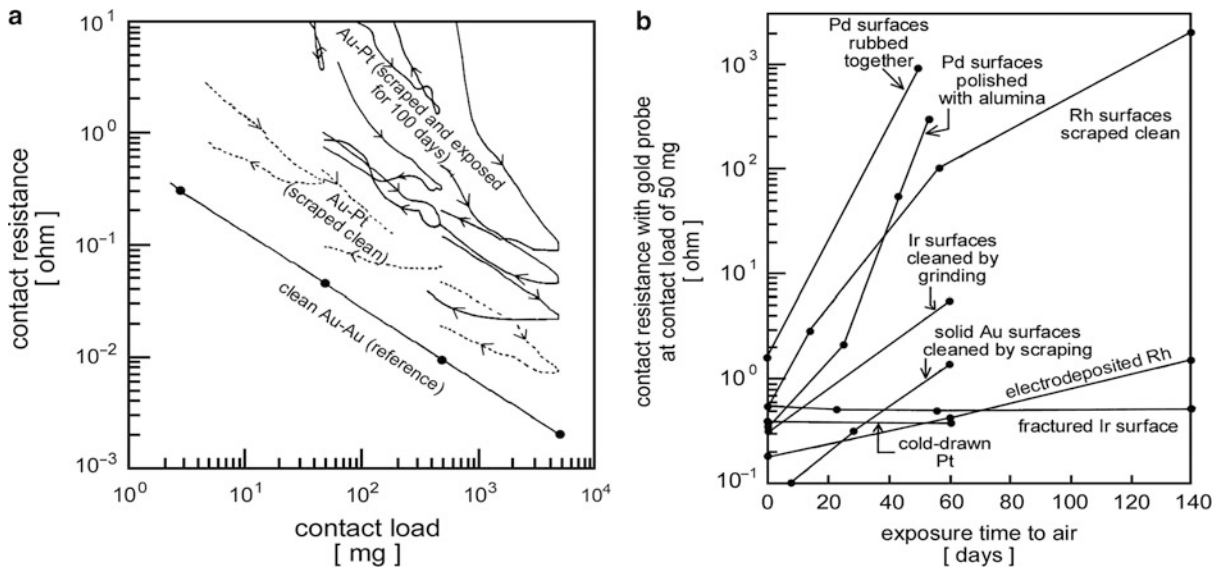 a
contact resistance
[ ohm ]
10^1
10^0
10^-1
10^-2
10^-3
10^0
10^1
10^2
10^3
10^4
contact load
[ mg ]
Au-Pt (scraped and exposed
for 100 days)
Au-Pt
(scraped clean)
clean Au-Au (reference)
b
contact resistance with gold probe
at contact load of 50 mg
[ ohm ]
10^3
10^2
10^1
10^0
10^-1
0
20
40
60
80
100
120
140
exposure time to air
[ days ]
Pd surfaces
rubbed
together
Pd surfaces
polished
with alumina
Rh surfaces
scraped clean
Ir surfaces
cleaned by
grinding
solid Au surfaces
cleaned by scraping
electrodeposited Rh
fractured Ir surface
cold-drawn
Pt